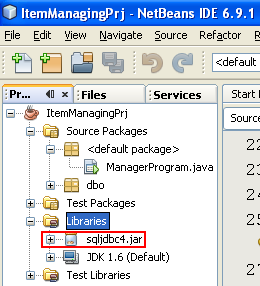 ItemManagingPrj - NetBeans IDE 6.9.1
File Edit View Navigate Source Refactor
<default
Pr... Files Services Start
ItemManagingPrj Source
Source Packages
<default package>
ManagerProgram.java
dbo
Test Packages
Libraries
sqljdbc4.jar
JDK 1.6 (Default)
Test Libraries
22
23
24
25
27